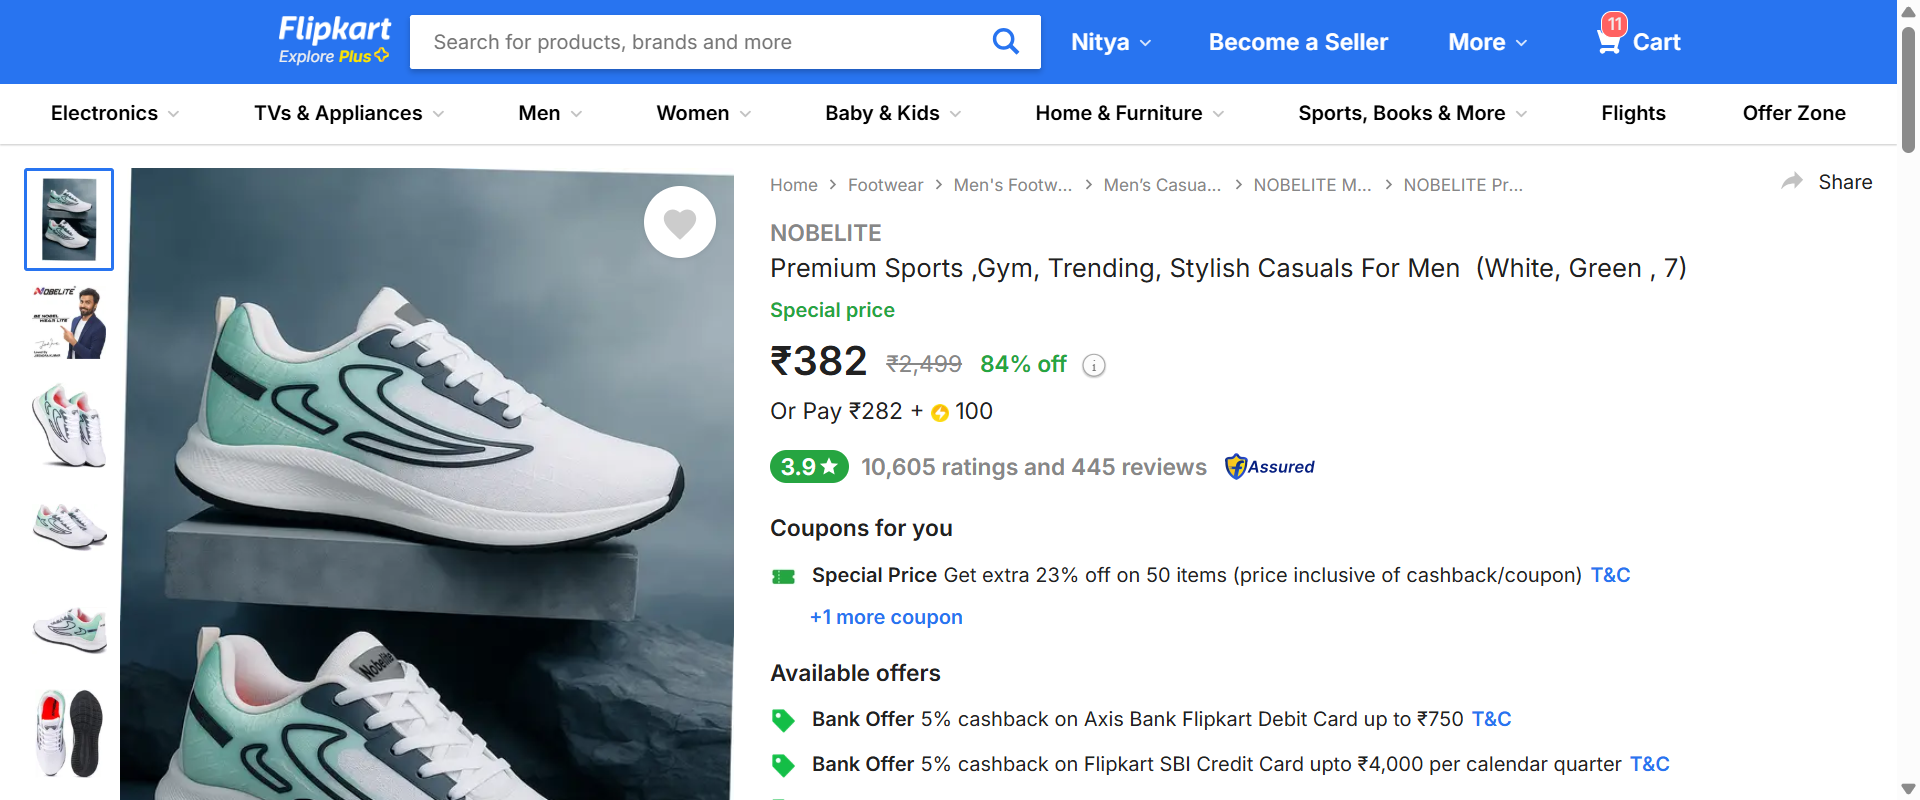 Flipkart
Explore Plus
Search for products, brands and more
Nitya
Become a Seller
More
11
Cart
Electronics
TVs & Appliances
Men
Women
Baby & Kids
Home & Furniture
Sports, Books & More
Flights
Offer Zone
Home
Footwear
Men's Footw...
Men's Casua...
NOBELITE M...
NOBELITE Pr...
Share
NOBELITE
Premium Sports ,Gym, Trending, Stylish Casuals For Men (White, Green , 7)
Special price
₹382 ₹2,499 84% off
Or Pay ₹282 + 100
3.9 10,605 ratings and 445 reviews Assured
Coupons for you
Special Price Get extra 23% off on 50 items (price inclusive of cashback/coupon) T&C
+1 more coupon
Available offers
Bank Offer 5% cashback on Axis Bank Flipkart Debit Card up to ₹750 T&C
Bank Offer 5% cashback on Flipkart SBI Credit Card upto ₹4,000 per calendar quarter T&C
NOBELITE
BE NOBEL
WEAR LITE
Nobelite